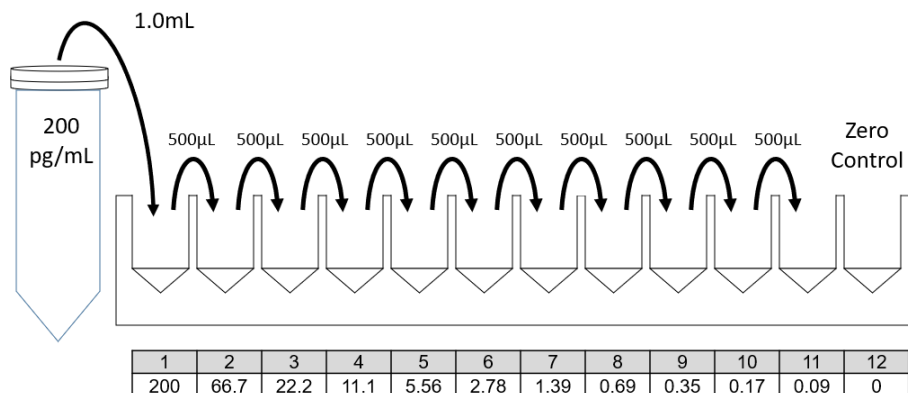 1.0mL
200
pg/mL
500µL 500µL 500µL 500µL 500µL 500µL 500µL 500µL 500µL 500µL
Zero
Control
1 2 3 4 5 6 7 8 9 10 11 12
200 66.7 22.2 11.1 5.56 2.78 1.39 0.69 0.35 0.17 0.09 0